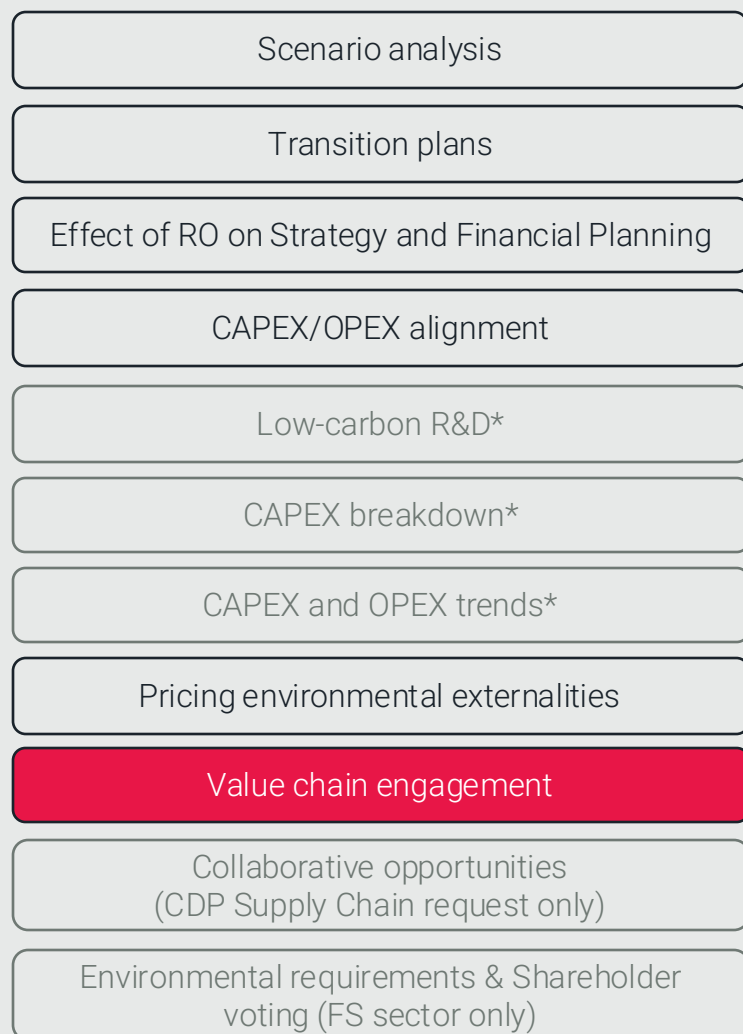 Scenario analysis
Transition plans
Effect of RO on Strategy and Financial Planning
CAPEX/OPEX alignment
Low-carbon R&D*
CAPEX breakdown*
CAPEX and OPEX trends*
Pricing environmental externalities
Value chain engagement
Collaborative opportunities
(CDP Supply Chain request only)
Environmental requirements & Shareholder
voting (FS sector only)